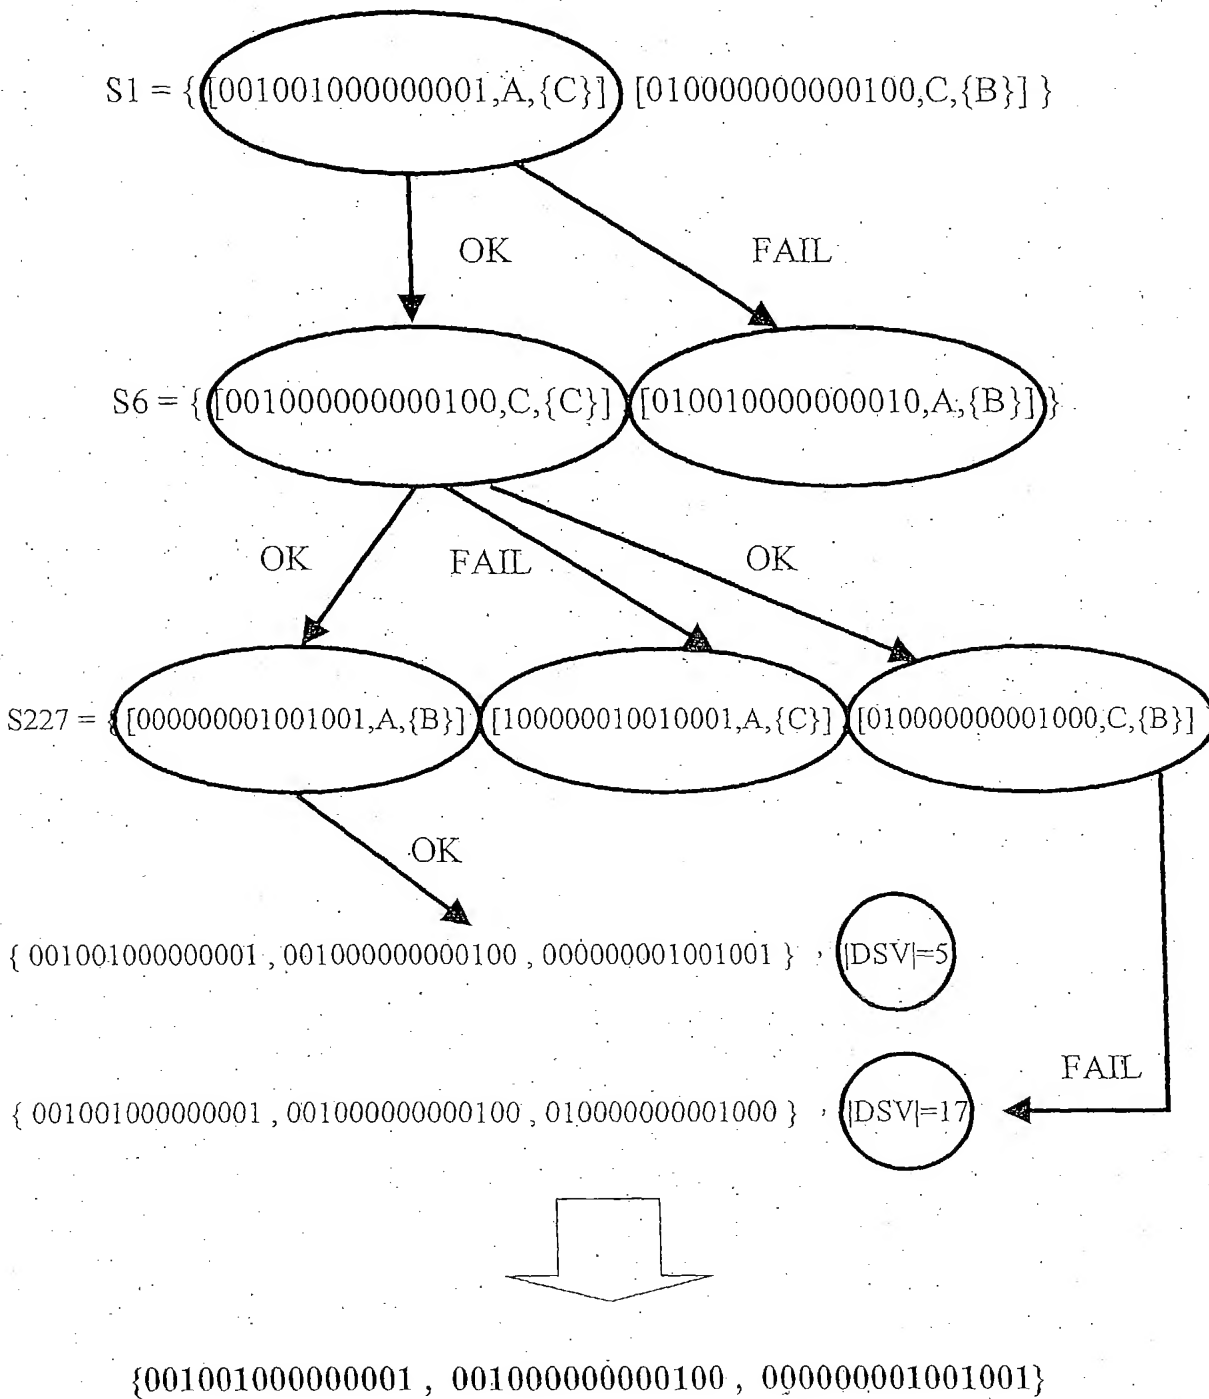 S1 = { [001001000000001,A,{C}] [010000000000100,C,{B}] }
OK FAIL
S6 = { [001000000000100,C,{C}] [010010000000010,A,{B}] }
OK FAIL OK
S227 = { [000000001001001,A,{B}] [100000010010001,A,{C}] [010000000001000,C,{B}]
OK
{ 001001000000001 , 001000000000100 , 000000001001001 } , |DSV|=5
FAIL
{ 001001000000001 , 001000000000100 , 010000000001000 } , |DSV|=17
{001001000000001 , 001000000000100 , 000000001001001}